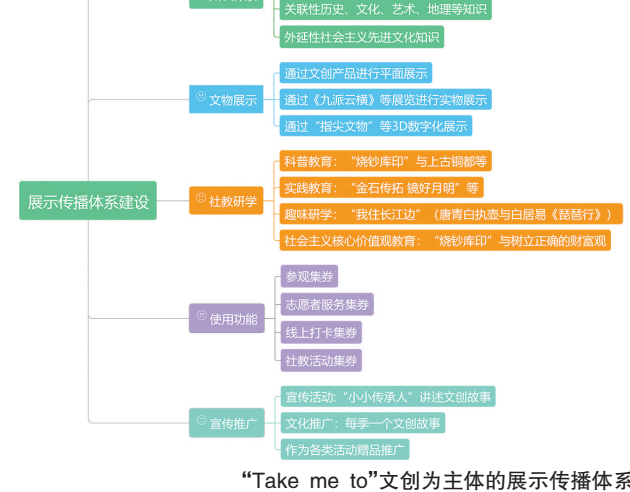 关联性历史、文化、艺术、地理等知识
外延性社会主义先进文化知识
文物展示
通过文创产品进行平面展示
通过《九派云横》等展览进行实物展示
通过“指尖文物”等3D数字化展示
展示传播体系建设
社教研学
科普教育：“烧钞库印”与上古铜都等
实践教育：“金石传拓 镜好月明”等
趣味研学：“我住长江边”（唐青白执壶与白居易《琵琶行》）
社会主义核心价值观教育：“烧钞库印”与树立正确的财富观
使用功能
参观集券
志愿者服务集券
线上打卡集券
社教活动集券
宣传推广
宣传活动:“小小传承人”讲述文创故事
文化推广：每季一个文创故事
作为各类活动赠品推广
“Take me to”文创为主体的展示传播体系